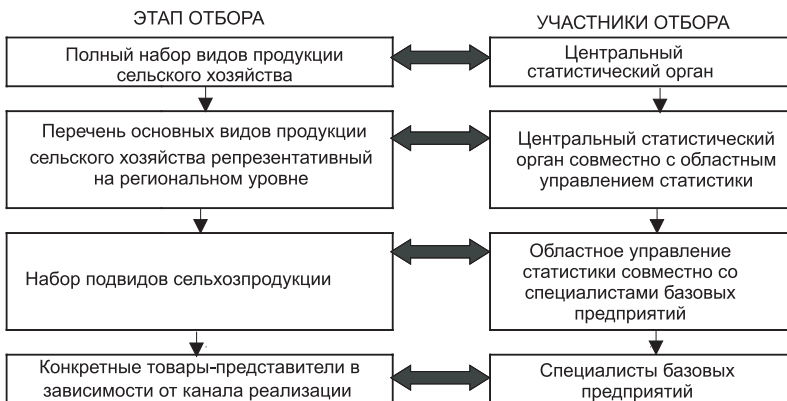 ЭТАП ОТБОРА
УЧАСТНИКИ ОТБОРА
Полный набор видов продукции
сельского хозяйства
Центральный
статистический орган
Перечень основных видов продукции
сельского хозяйства репрезентативный
на региональном уровне
Центральный статистический
орган совместно с областным
управлением статистики
Набор подвидов сельхозпродукции
Областное управление
статистики совместно со
специалистами базовых
предприятий
Конкретные товары-представители в
зависимости от канала реализации
Специалисты базовых
предприятий